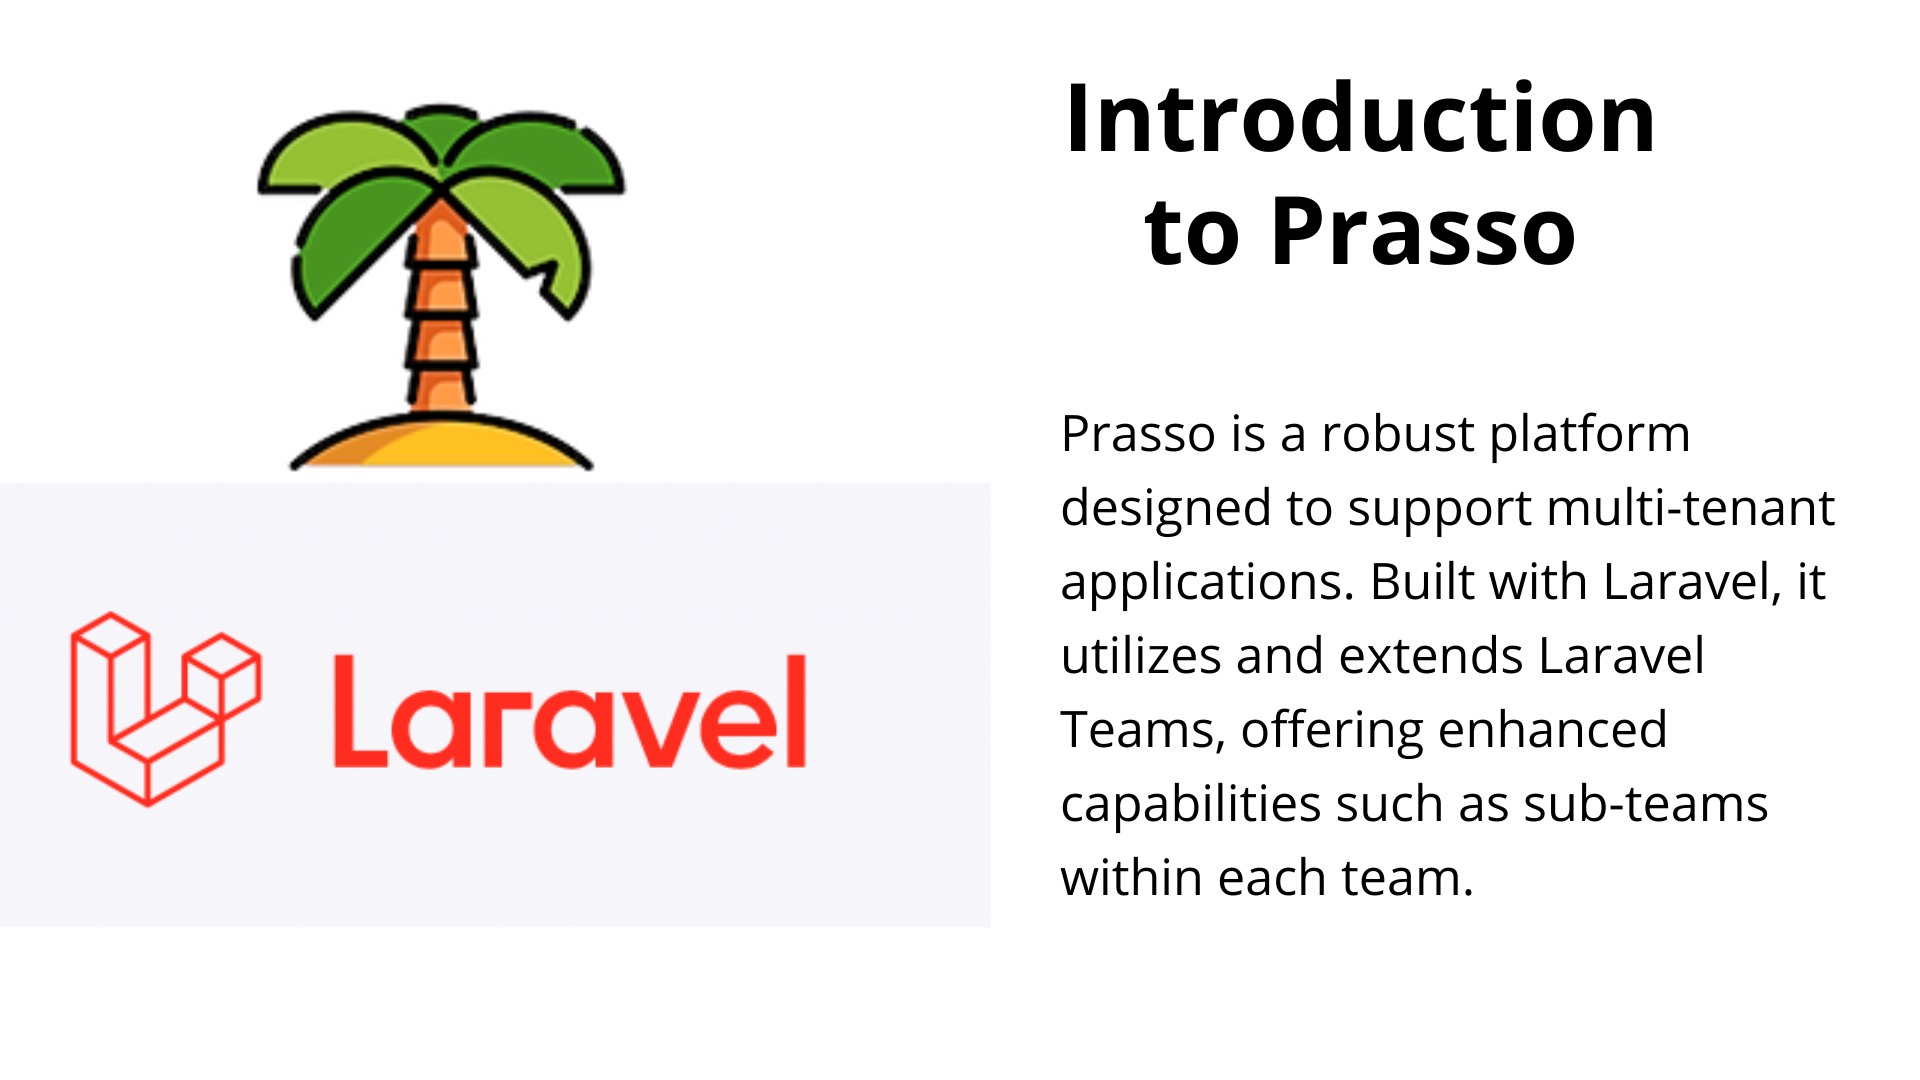 Introduction
to Prasso
Prasso is a robust platform
designed to support multi-tenant
applications. Built with Laravel, it
utilizes and extends Laravel
Teams, offering enhanced
capabilities such as sub-teams
within each team.
Laravel